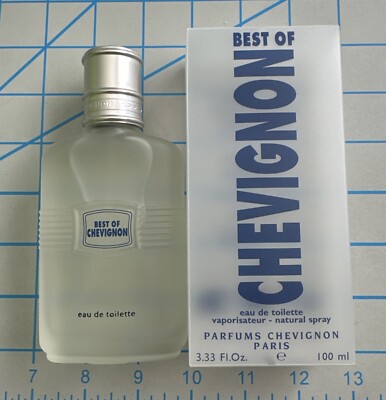 BEST OF
CHEVIGNON
eau de toilette
BEST OF
CHEVIGNON
eau de toilette
vaporisateur - natural spray
PARFUMS CHEVIGNON
PARIS
3.33 Fl.Oz. ℮ 100 ml
7 8 9 10 11 12 13